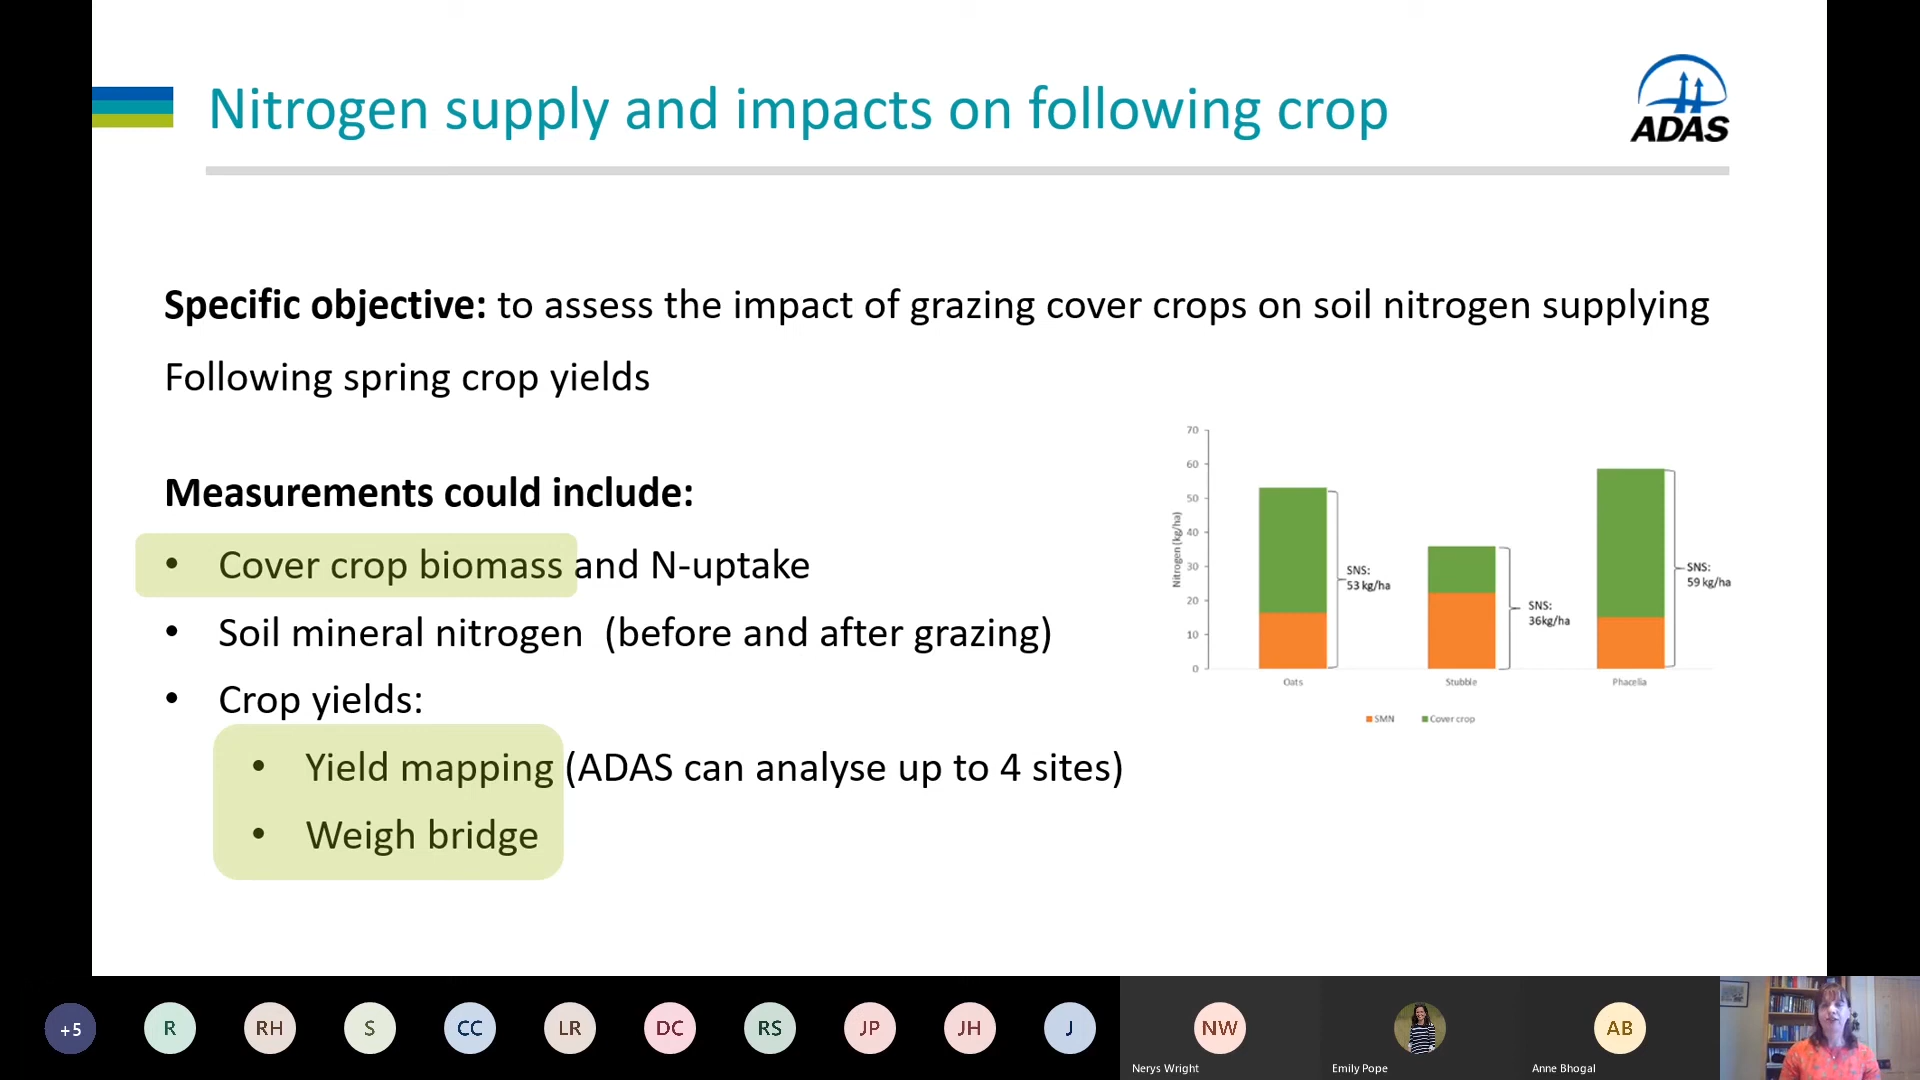 Nitrogen supply and impacts on following crop
ADAS
Specific objective: to assess the impact of grazing cover crops on soil nitrogen supplying
Following spring crop yields
Measurements could include:
• Cover crop biomass and N-uptake
• Soil mineral nitrogen (before and after grazing)
• Crop yields:
• Yield mapping (ADAS can analyse up to 4 sites)
• Weigh bridge
Nitrogen (kg/ha)
70
60
50
40
30
20
10
0
SNS:
53 kg/ha
SNS:
36kg/ha
SNS:
59 kg/ha
Oats
Stubble
Phacelia
SMN
Cover crop
+5
R
RH
S
CC
LR
DC
RS
JP
JH
J
NW
AB
Nerys Wright
Emily Pope
Anne Bhogal